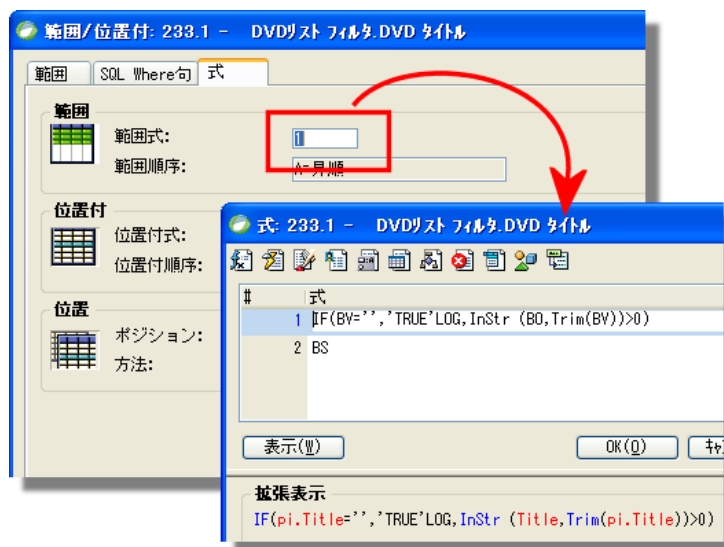 範囲/位置付: 233.1 - DVDリスト フィルタ.DVD タイトル
範囲
SQL Where句
式
範囲
範囲式:
1
範囲順序:
A=昇順
位置付
位置付式:
位置付順序:
位置
ポジション:
方法:
式: 233.1 - DVDリスト フィルタ.DVD タイトル
# 式
1 IF(BV='','TRUE'LOG,InStr (BO,Trim(BV))>0)
2 BS
表示(W)
OK(O)
キャ
拡張表示
IF(pi.Title='','TRUE'LOG,InStr (Title,Trim(pi.Title))>0)